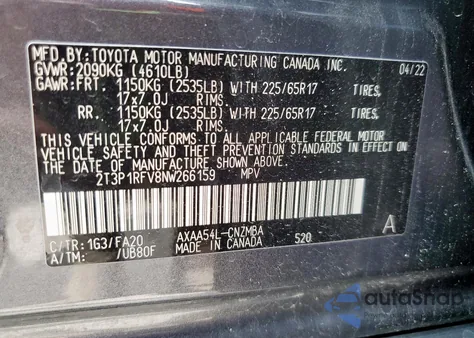 MFD.BY:TOYOTA MOTOR MANUFACTURING CANADA INC. 04/22
GVWR:2090KG (4610LB)
GAWR:FRT. 1150KG (2535LB) WITH 225/65R17 TIRES,
17x7.0J RIMS.
RR. 1150KG (2535LB) WITH 225/65R17 TIRES,
17x7.0J RIMS.
THIS VEHICLE CONFORMS TO ALL APPLICABLE FEDERAL MOTOR
VEHICLE SAFETY AND THEFT PREVENTION STANDARDS IN EFFECT
ON THE DATE OF MANUFACTURE SHOWN ABOVE.
2T3P1RFV8NW266159 MPV
C/TR:1G3/FA20 AXAA54L-CNZMBA A
A/TM: /UB80F MADE IN CANADA 520
autoSnap